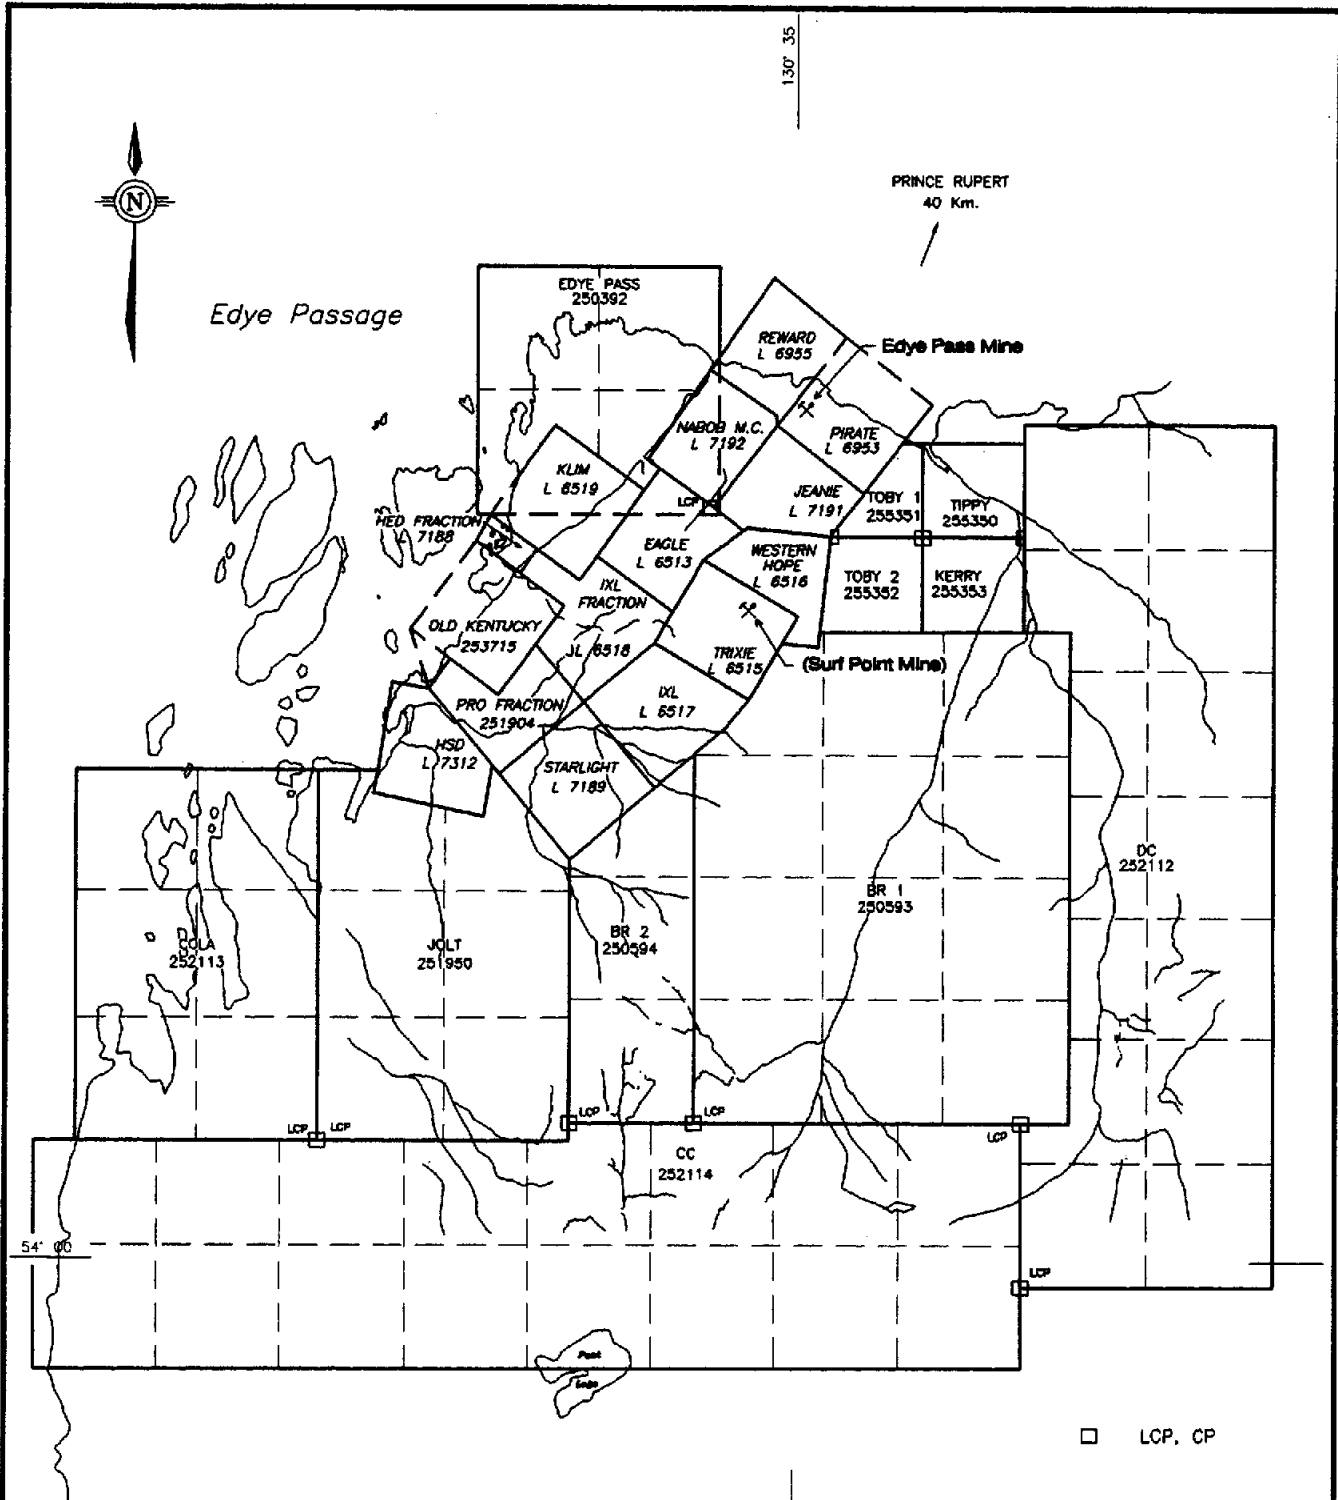 130° 35
PRINCE RUPERT
40 Km.
N
Edye Passage
EDYE PASS
250392
REWARD
L 6955
Edye Pass Mine
NABOB M.C.
L 7192
PIRATE
L 6953
KLIM
L 6519
JEANIE
L 7191
LCP
TOBY 1
255351
TIPPY
255350
HED FRACTION
L 7188
EAGLE
L 6513
WESTERN
HOPE
L 6516
TOBY 2
255352
KERRY
255353
IXL
FRACTION
JL 6518
OLD KENTUCKY
253715
TRIXIE
L 6515
(Surf Point Mine)
IXL
L 6517
PRO FRACTION
251904
HSD
L 7312
STARLIGHT
L 7189
DC
252112
BR 1
250593
BR 2
250594
COLA
252113
JOLT
251950
LCP
LCP
LCP
LCP
LCP
CC
252114
54° 00
LCP
LCP, CP